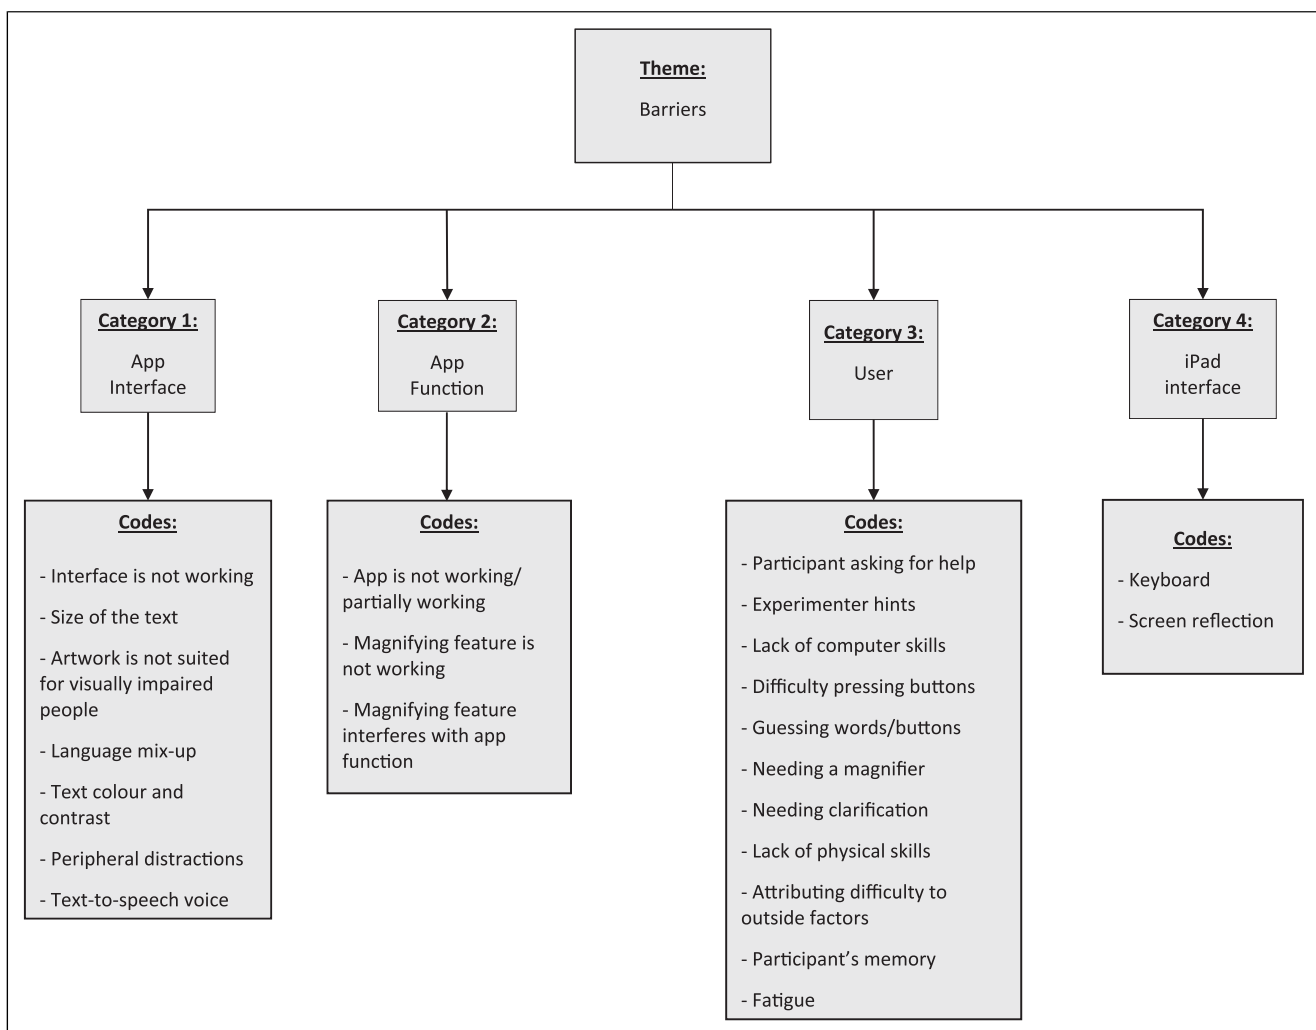 Theme:
Barriers
Category 1:
App
Interface
Category 2:
App
Function
Category 3:
User
Category 4:
iPad
interface
Codes:
- Interface is not working
- Size of the text
- Artwork is not suited
for visually impaired
people
- Language mix-up
- Text colour and
contrast
- Peripheral distractions
- Text-to-speech voice
Codes:
- App is not working/
partially working
- Magnifying feature is
not working
- Magnifying feature
interferes with app
function
Codes:
- Participant asking for help
- Experimenter hints
- Lack of computer skills
- Difficulty pressing buttons
- Guessing words/buttons
- Needing a magnifier
- Needing clarification
- Lack of physical skills
- Attributing difficulty to
outside factors
- Participant’s memory
- Fatigue
Codes:
- Keyboard
- Screen reflection